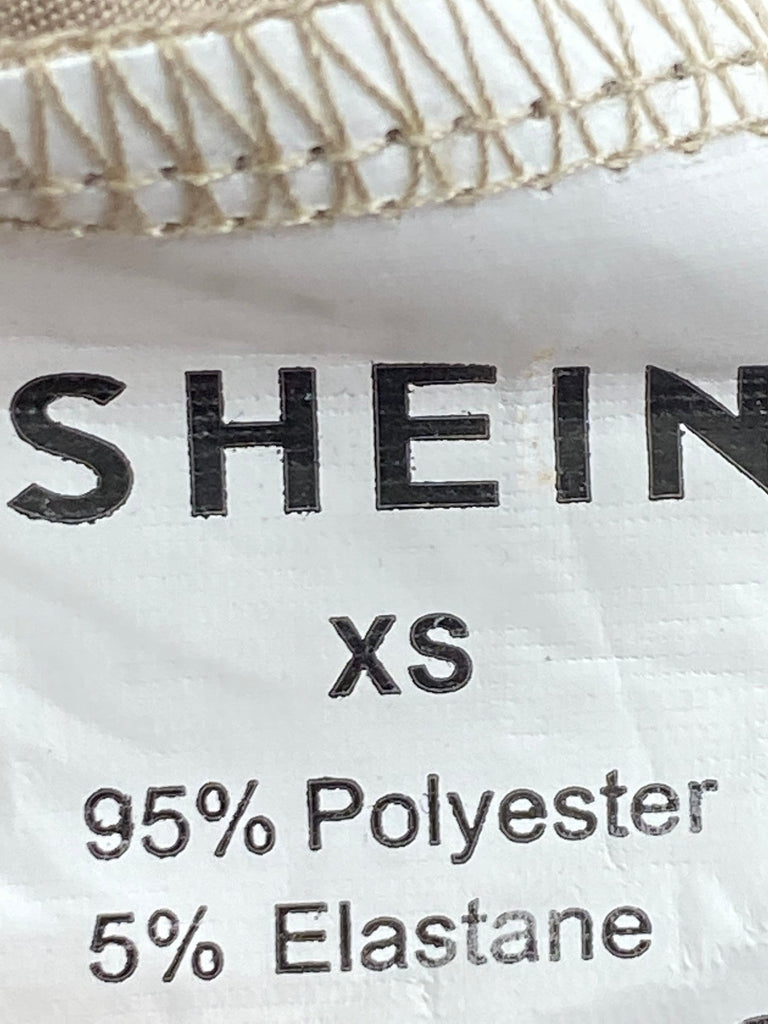 SHEIN
XS
95% Polyester
5% Elastane